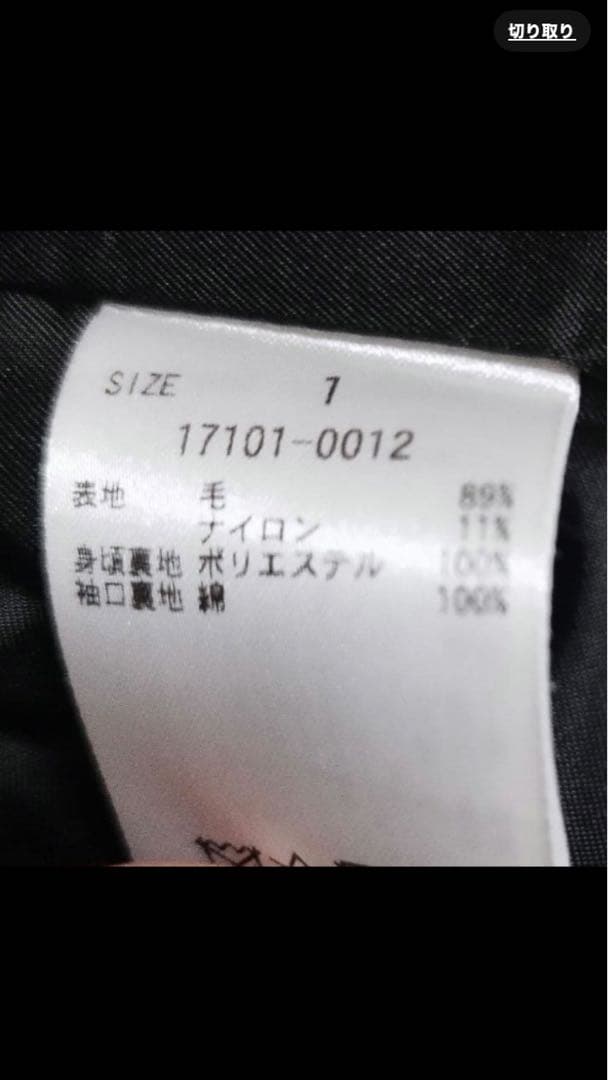 切り取り
SIZE 1
17101-0012
表地 毛 89%
ナイロン 11%
身頃裏地 ポリエステル 100%
袖口裏地 綿 100%